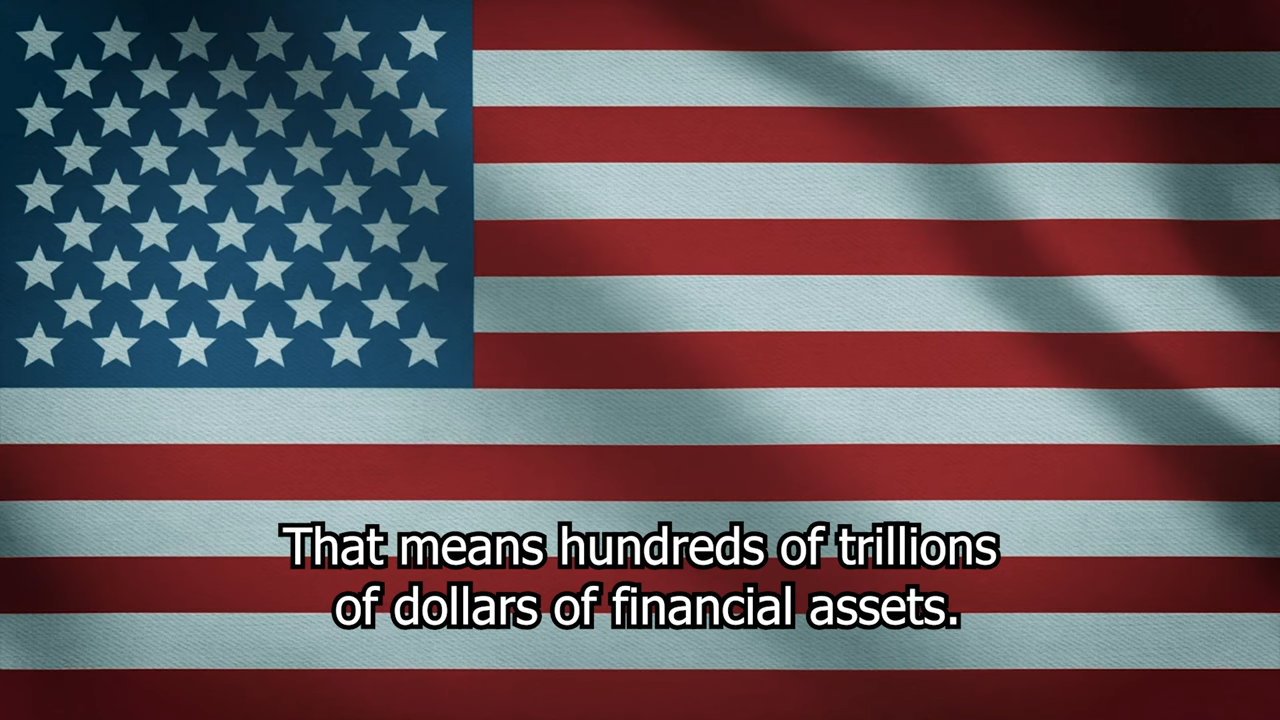 That means hundreds of trillions
of dollars of financial assets.